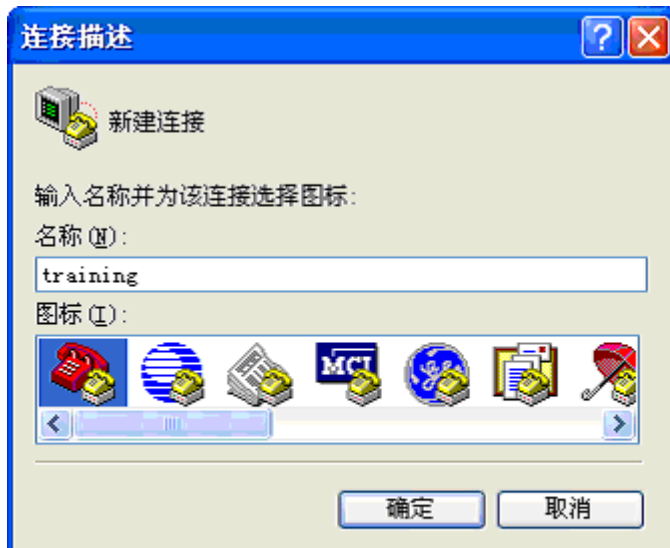 连接描述
新建连接
输入名称并为该连接选择图标:
名称(N):
training
图标(I):
MCI
确定 取消